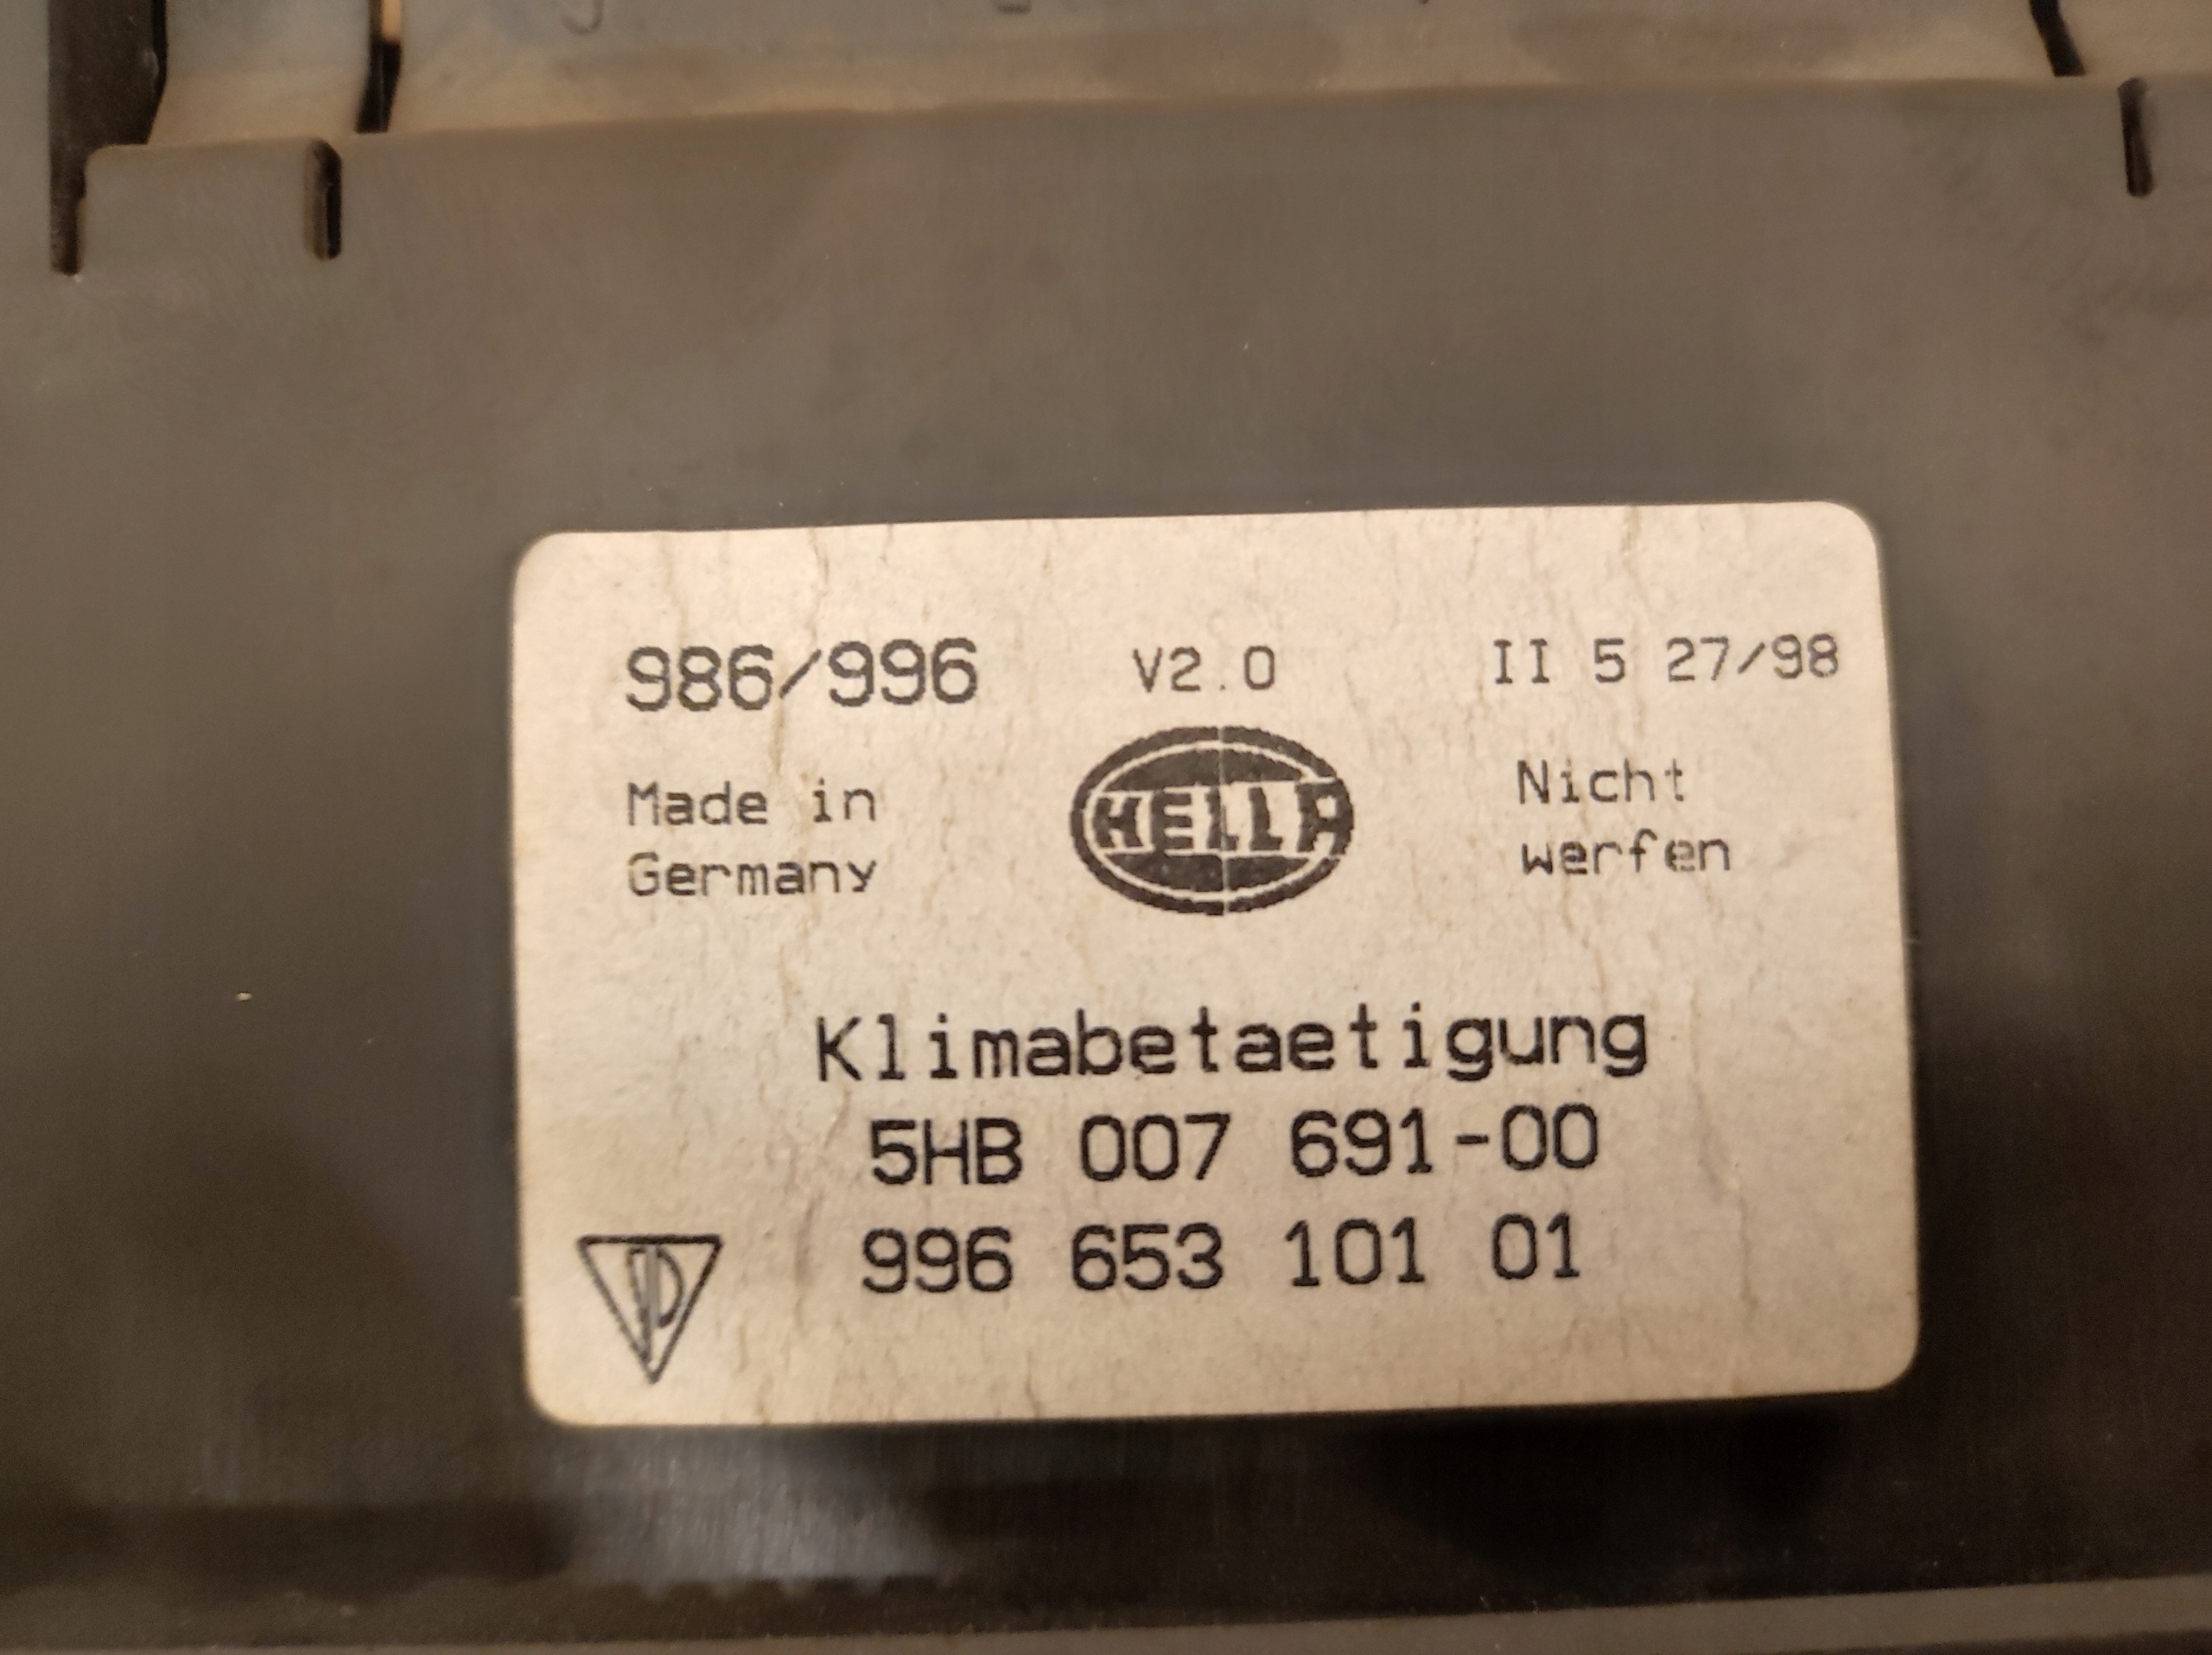 986/996 V2.0 II 5 27/98
Made in
Germany
HELLA
Nicht
werfen
Klimabetaetigung
5HB 007 691-00
996 653 101 01